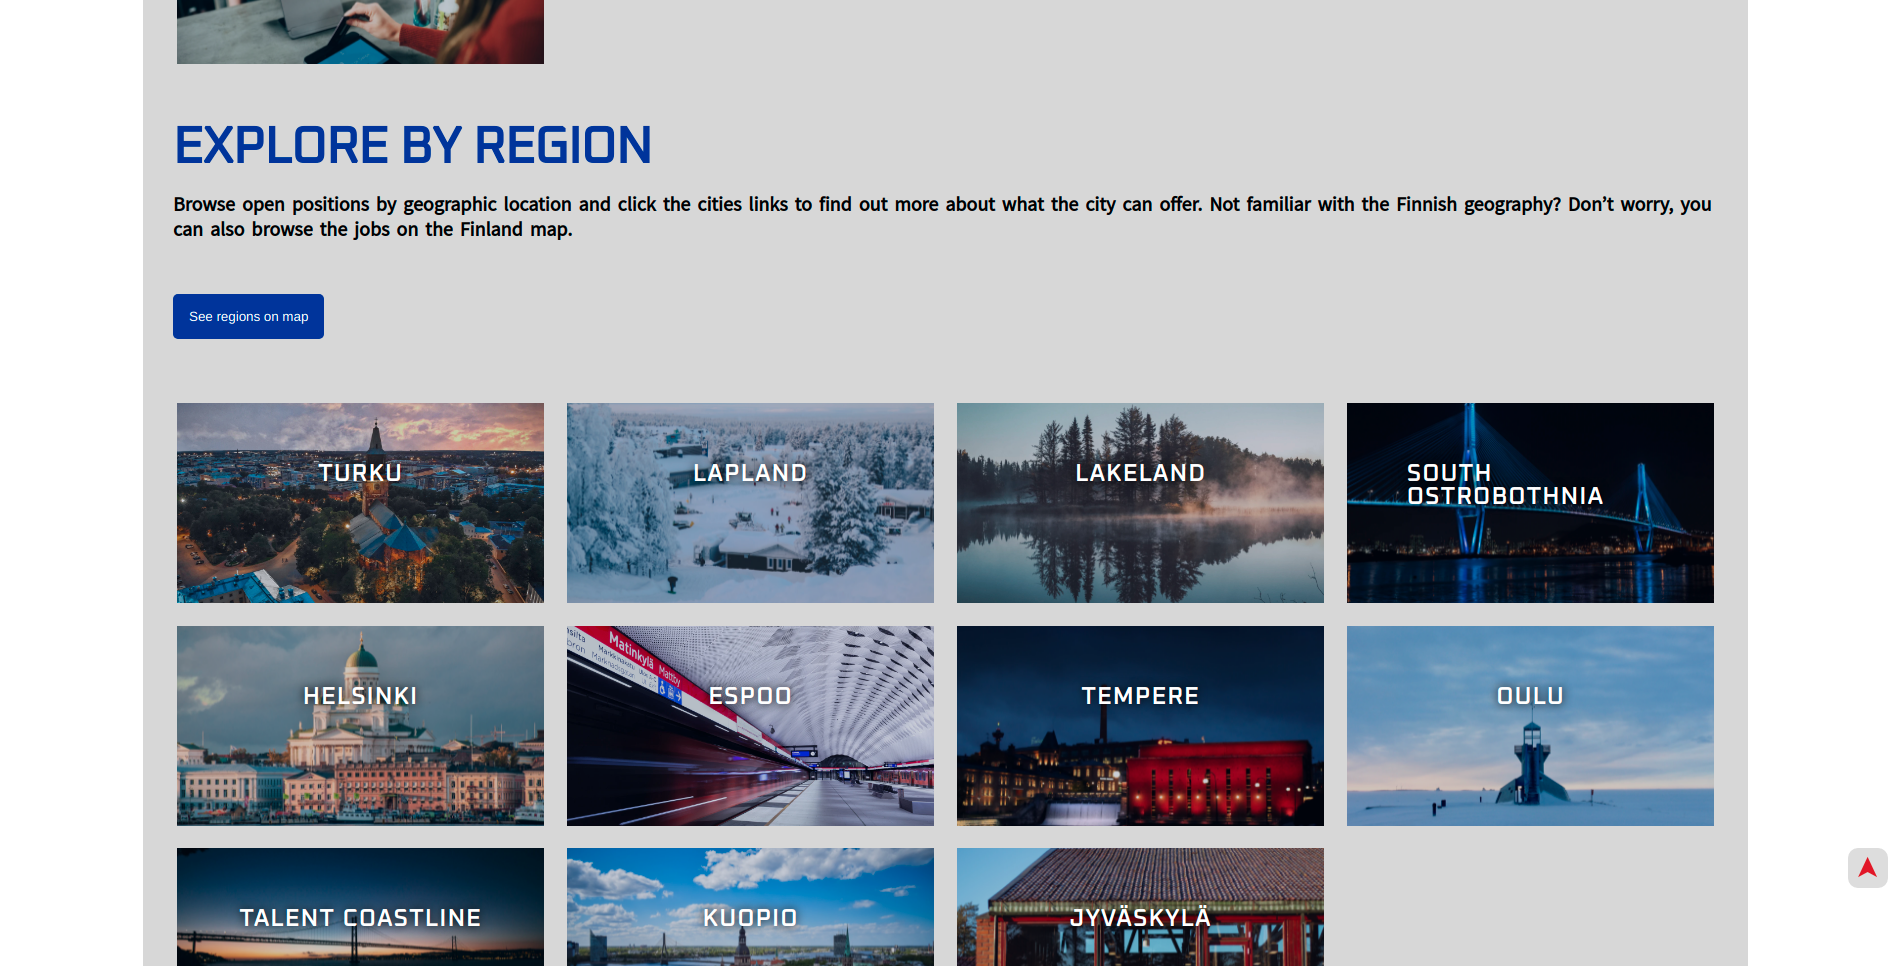 EXPLORE BY REGION
Browse open positions by geographic location and click the cities links to find out more about what the city can offer. Not familiar with the Finnish geography? Don’t worry, you
can also browse the jobs on the Finland map.
See regions on map
TURKU
LAPLAND
LAKELAND
SOUTH
OSTROBOTHNIA
HELSINKI
Matinkylä Mattby
ESPOO
TEMPERE
OULU
TALENT COASTLINE
KUOPIO
JYVÄSKYLÄ